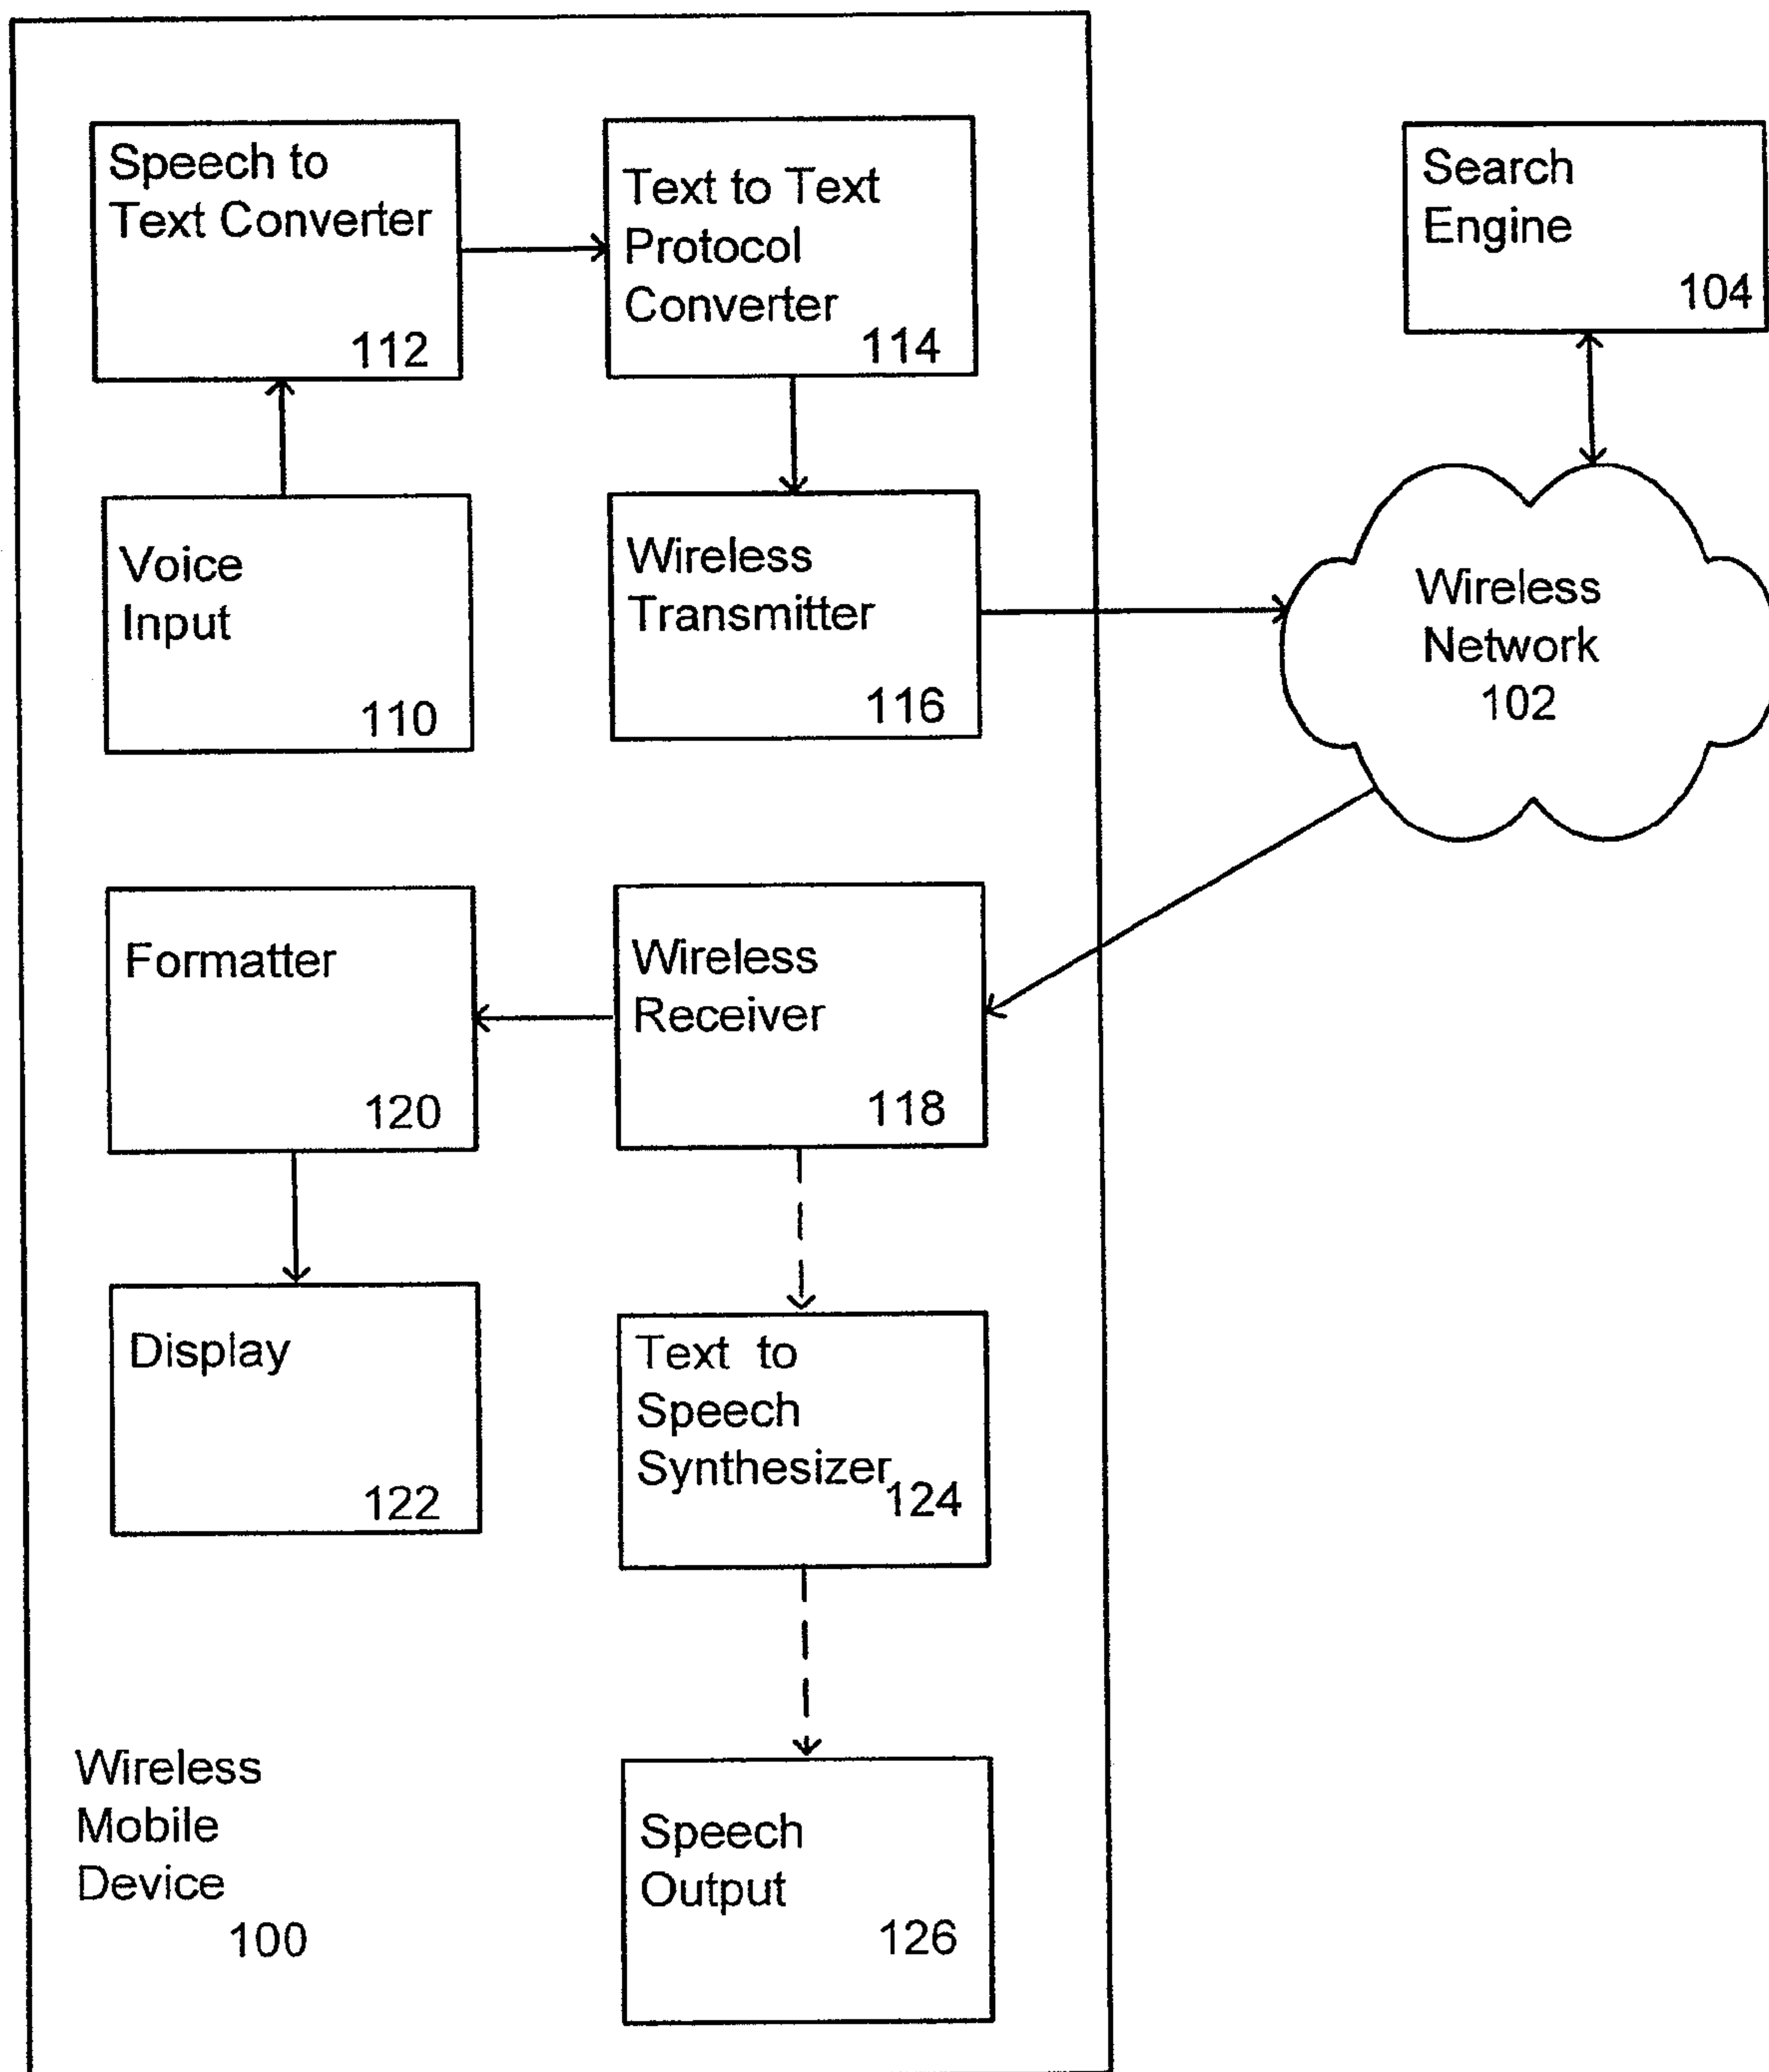 Speech to
Text Converter
112
Text to Text
Protocol
Converter
114
Search
Engine
104
Voice
Input
110
Wireless
Transmitter
116
Wireless
Network
102
Formatter
120
Wireless
Receiver
118
Display
122
Text to
Speech
Synthesizer
124
Wireless
Mobile
Device
100
Speech
Output
126